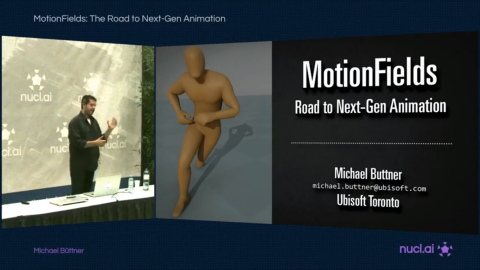 MotionFields: The Road to Next-Gen Animation
nucl.ai
nucl.ai
MotionFields
Road to Next-Gen Animation
Michael Buttner
michael.buttner@ubisoft.com
Ubisoft Toronto
Michael Büttner
nucl.ai